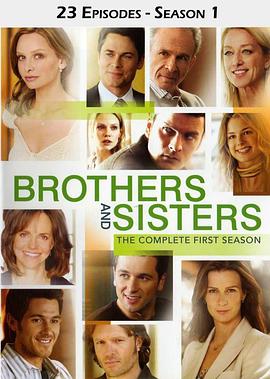 23 EPISODES - SEASON 1
BROTHERS
AND SISTERS
THE COMPLETE FIRST SEASON